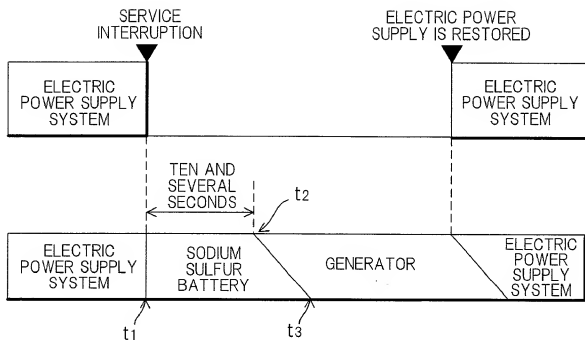 SERVICE
INTERRUPTION
ELECTRIC POWER
SUPPLY IS RESTORED
ELECTRIC
POWER SUPPLY
SYSTEM
ELECTRIC
POWER SUPPLY
SYSTEM
TEN AND
SEVERAL
SECONDS
t2
ELECTRIC
POWER SUPPLY
SYSTEM
SODIUM
SULFUR
BATTERY
GENERATOR
ELECTRIC
POWER
SUPPLY
SYSTEM
t1
t3